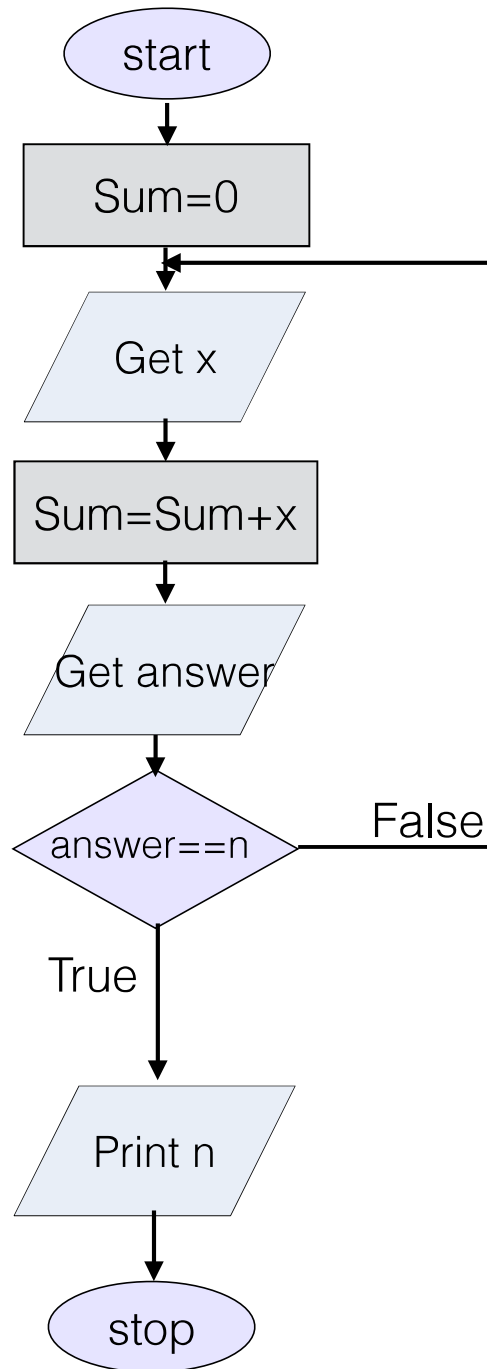 start
Sum=0
Get x
Sum=Sum+x
Get answer
answer==n
False
True
Print n
stop